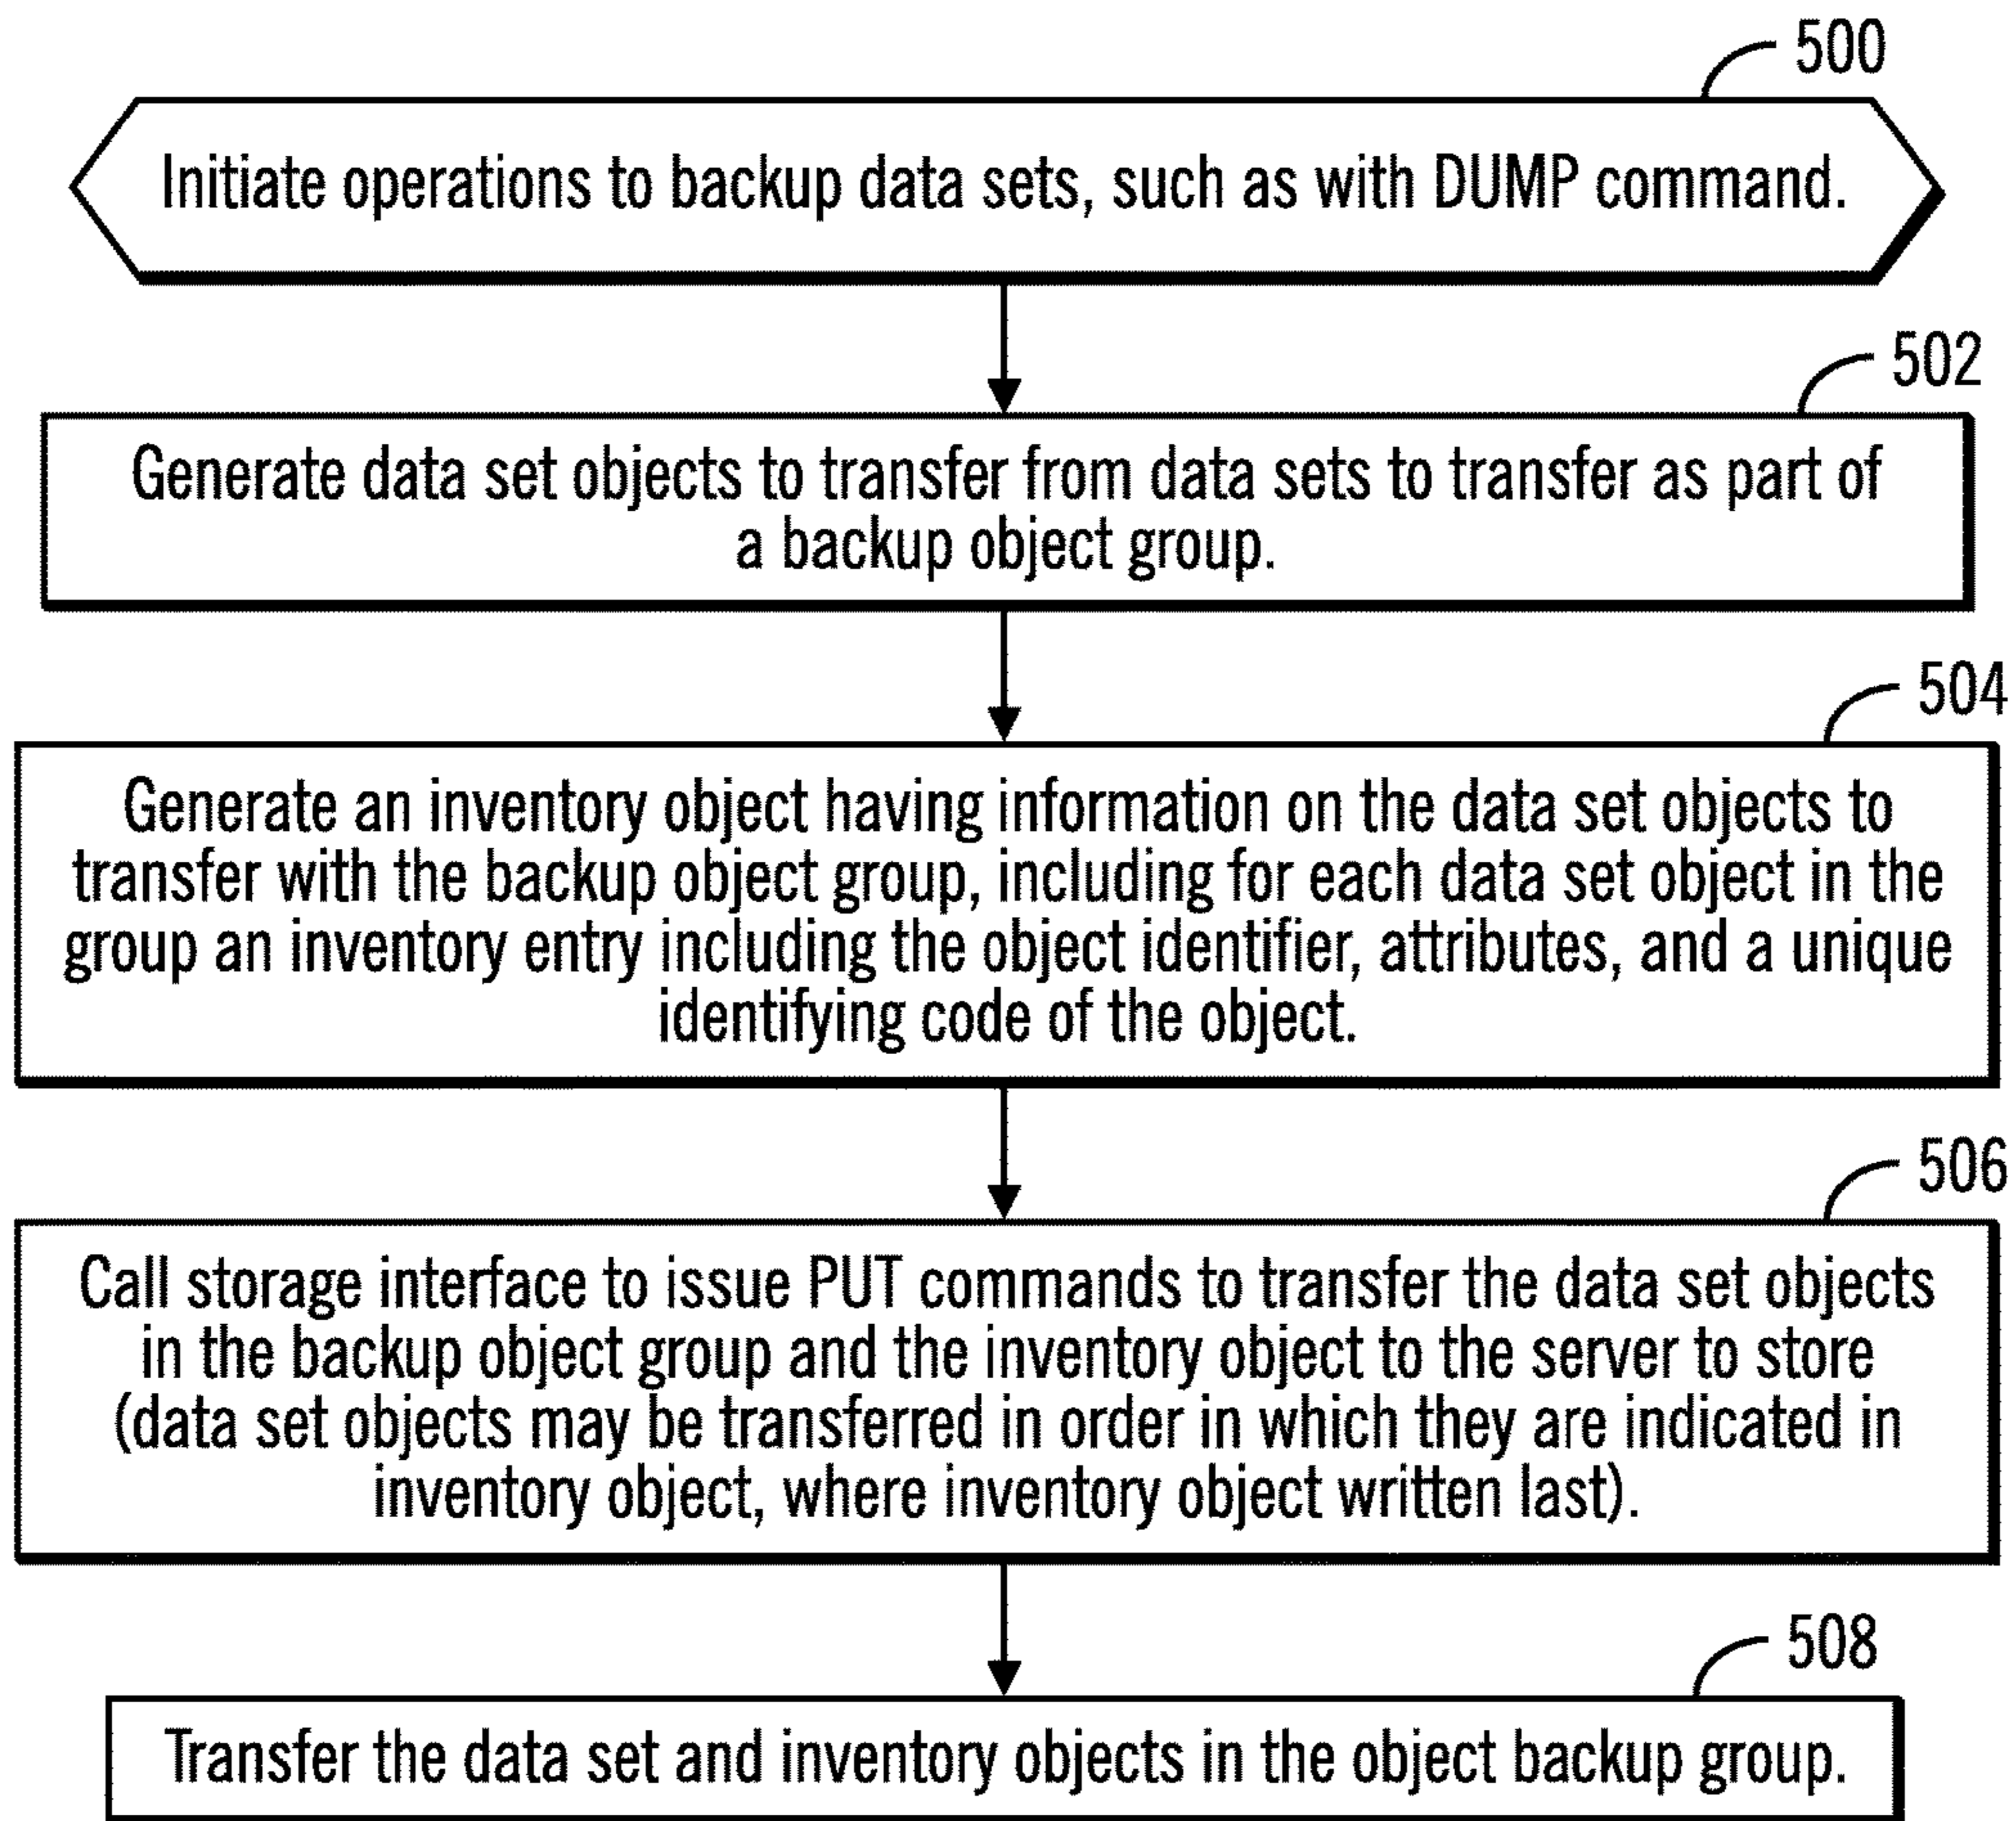 500
Initiate operations to backup data sets, such as with DUMP command.
502
Generate data set objects to transfer from data sets to transfer as part of
a backup object group.
504
Generate an inventory object having information on the data set objects to
transfer with the backup object group, including for each data set object in the
group an inventory entry including the object identifier, attributes, and a unique
identifying code of the object.
506
Call storage interface to issue PUT commands to transfer the data set objects
in the backup object group and the inventory object to the server to store
(data set objects may be transferred in order in which they are indicated in
inventory object, where inventory object written last).
508
Transfer the data set and inventory objects in the object backup group.